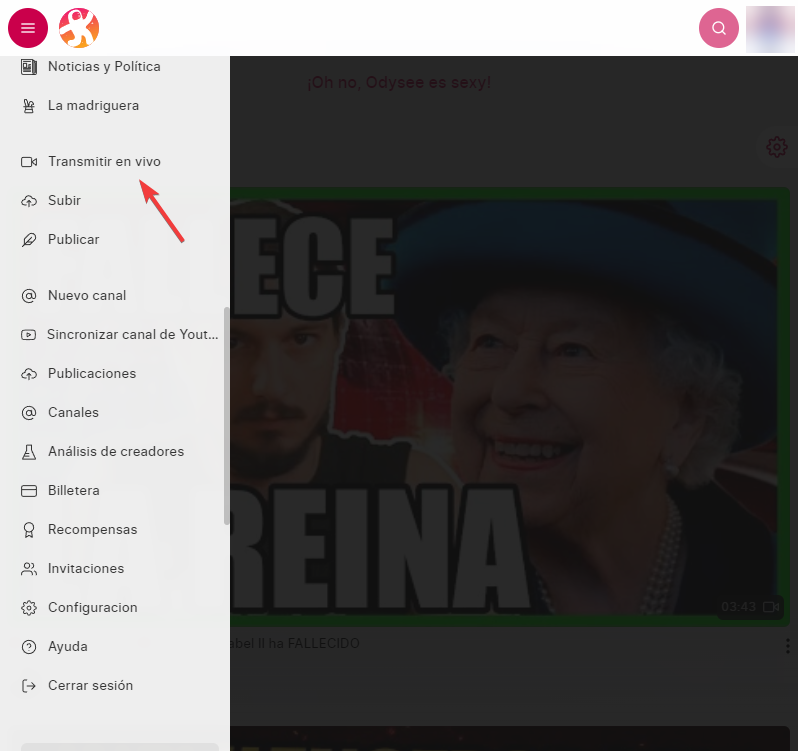 Noticias y Política
¡Oh no, Odysee es sexy!
La madriguera
Transmitir en vivo
Subir
Publicar
ECE
Nuevo canal
Sincronizar canal de Yout...
Publicaciones
Canales
Análisis de creadores
Billetera
REINA
Recompensas
Invitaciones
Configuracion
03:43
Ayuda
abel II ha FALLECIDO
Cerrar sesión